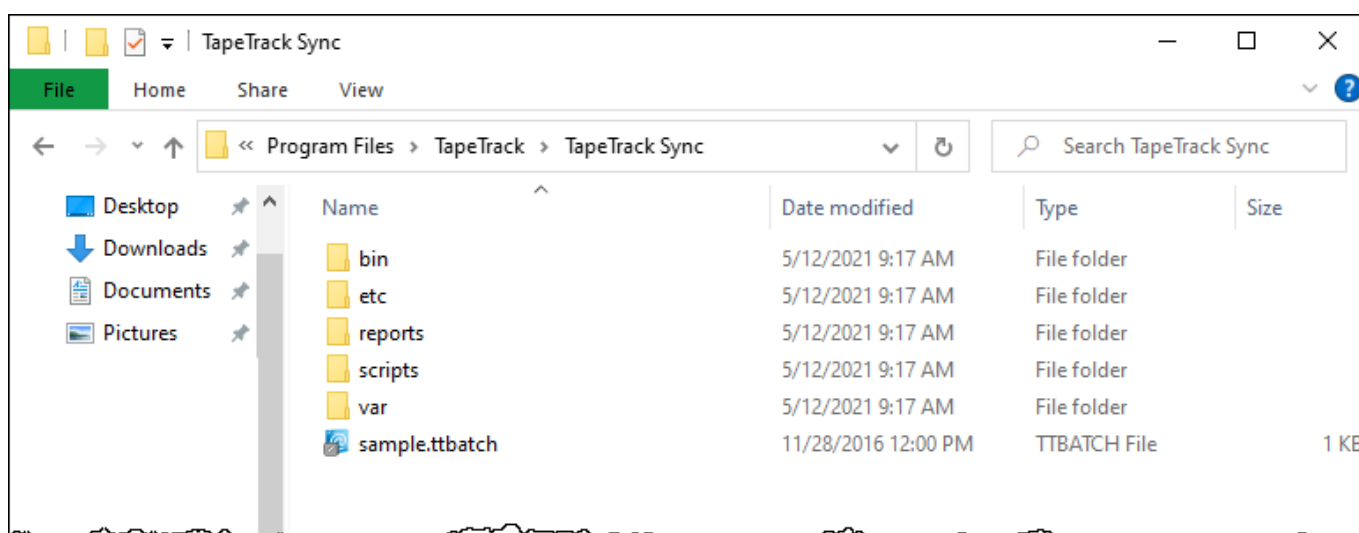 TapeTrack Sync
File Home Share View
« Program Files > TapeTrack > TapeTrack Sync Search TapeTrack Sync
Desktop
Downloads
Documents
Pictures
Name Date modified Type Size
bin 5/12/2021 9:17 AM File folder
etc 5/12/2021 9:17 AM File folder
reports 5/12/2021 9:17 AM File folder
scripts 5/12/2021 9:17 AM File folder
var 5/12/2021 9:17 AM File folder
sample.ttbatch 11/28/2016 12:00 PM TTBATCH File 1 KB